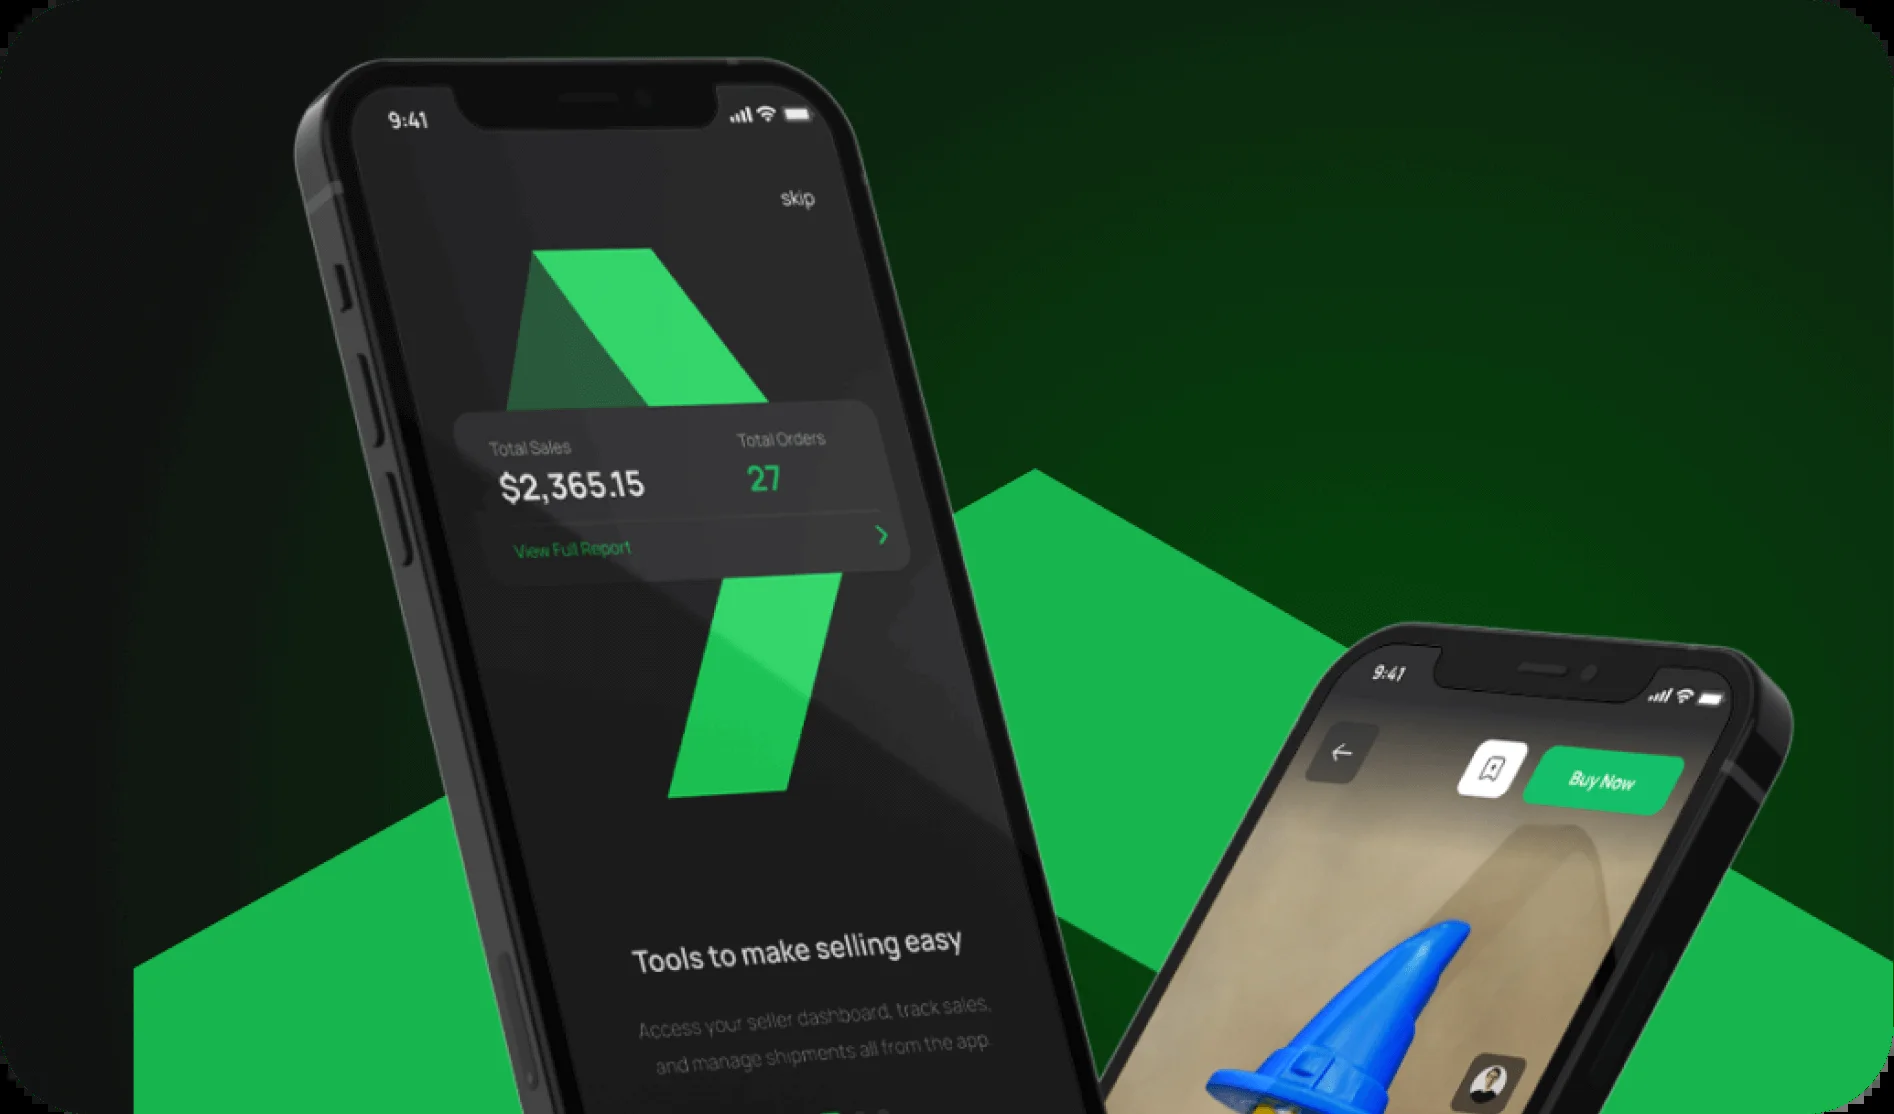 9:41
skip
Total Sales
Total Orders
$2,365.15
27
View Full Report
Tools to make selling easy
Access your seller dashboard, track sales,
and manage shipments all from the app.
9:41
Buy Now